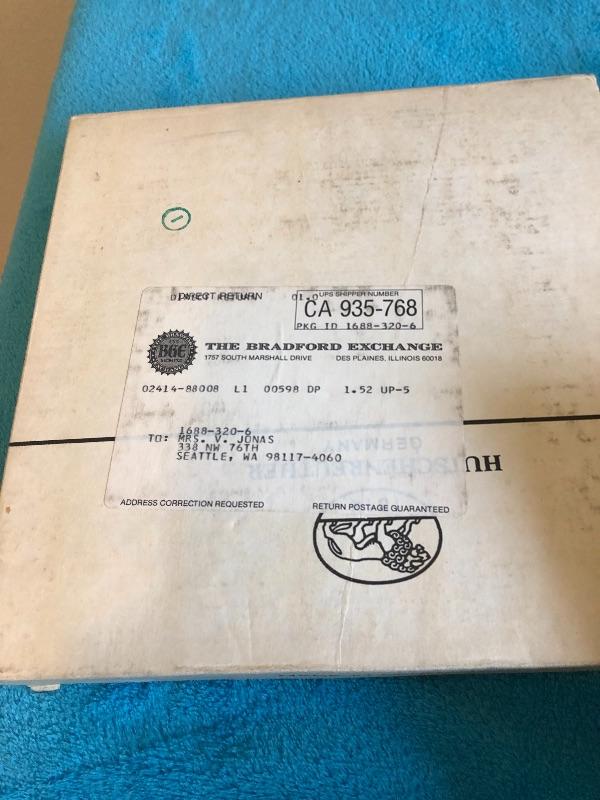 DIRECT RETURN
UPS SHIPPER NUMBER
CA 935-768
PKG ID 1688-320-6
BGE
THE BRADFORD EXCHANGE
1757 SOUTH MARSHALL DRIVE DES PLAINES, ILLINOIS 60018
02414-88008 L1 00598 DP 1.52 UP-5
1688-320-6
TO: MRS. V. JONAS
338 NW 76TH
SEATTLE, WA 98117-4060
GERMANY
HUTSCHENREUTHER
ADDRESS CORRECTION REQUESTED RETURN POSTAGE GUARANTEED